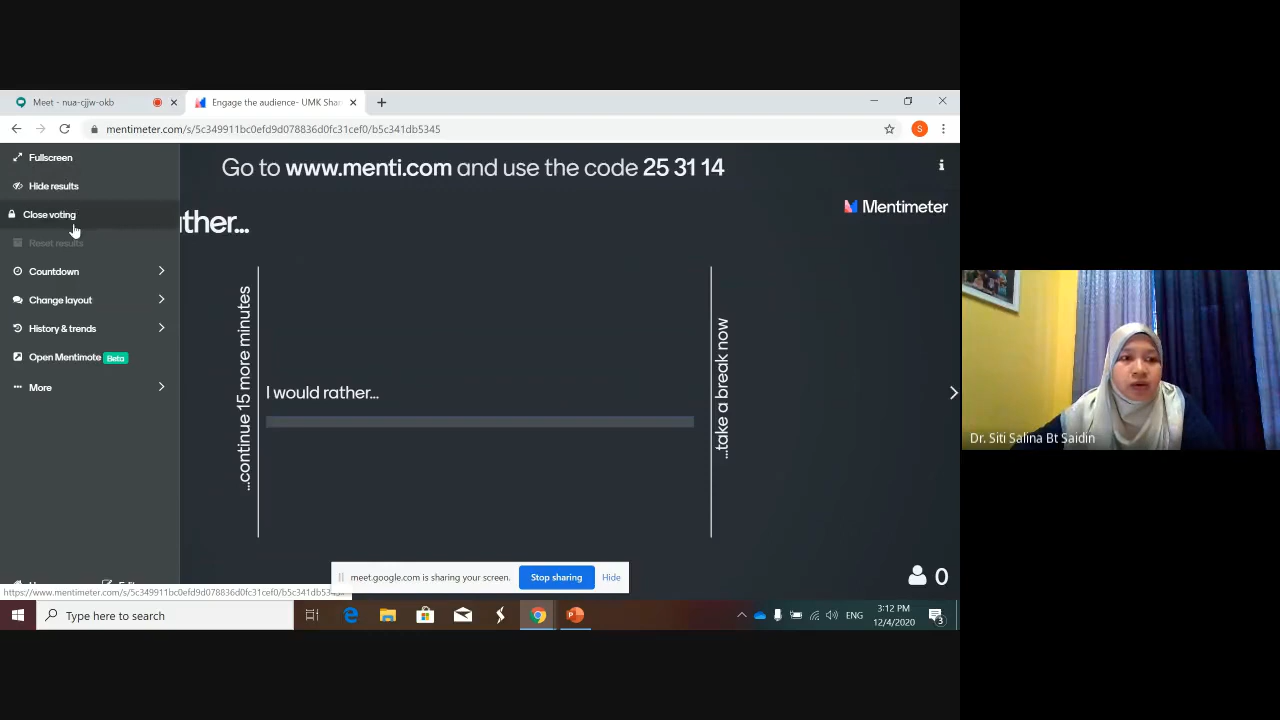 Meet - nua-cjjw-okb
Engage the audience- UMK Shar
mentimeter.com/s/5c349911bc0efd9d078836d0fc31cef0/b5c341db5345
S
Fullscreen
Hide results
Close voting
Reset results
Countdown
Change layout
History & trends
Open Mentimote Beta
More
Go to www.menti.com and use the code 25 31 14
ther...
Mentimeter
...continue 15 more minutes
I would rather...
...take a break now
0
meet.google.com is sharing your screen.
Stop sharing
Hide
Type here to search
ENG
3:12 PM
12/4/2020
3
Dr. Siti Salina Bt Saidin